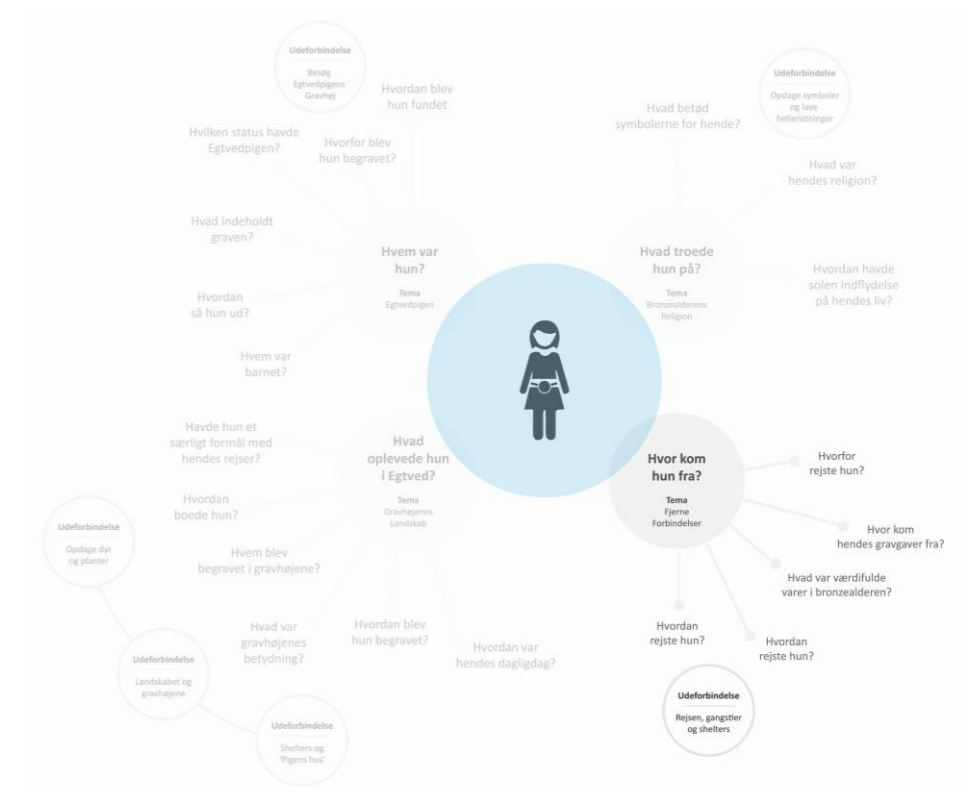 Udeforbindelse
Besøg
Egtvedpigens
Gravhøj
Hvordan blev
hun fundet
Hvilken status havde
Egtvedpigen?
Hvorfor blev
hun begravet?
Hvad indeholdt
graven?
Hvordan
så hun ud?
Hvem var
barnet?
Hvem var
hun?
Tema
Egtvedpigen
Udeforbindelse
Opdage symboler
og lave
helleristninger
Hvad betød
symbolerne for hende?
Hvad var
hendes religion?
Hvad troede
hun på?
Tema
Bronzealderens
Religion
Hvordan havde
solen indflydelse
på hendes liv?
Havde hun et
særligt formål med
hendes rejser?
Hvad
oplevede hun
i Egtved?
Tema
Gravhøjenes
Landskab
Hvordan
boede hun?
Hvem blev
begravet i gravhøjene?
Hvad var
gravhøjenes
betydning?
Hvordan blev
hun begravet?
Hvordan var
hendes dagligdag?
Udeforbindelse
Opdage dyr
og planter
Udeforbindelse
Landskabet og
gravhøjene
Udeforbindelse
Shelters og
'Pigens hus'
Hvor kom
hun fra?
Tema
Fjerne
Forbindelser
Hvorfor
rejste hun?
Hvor kom
hendes gravgaver fra?
Hvad var værdifulde
varer i bronzealderen?
Hvordan
rejste hun?
Hvordan
rejste hun?
Udeforbindelse
Rejsen, gangstier
og shelters